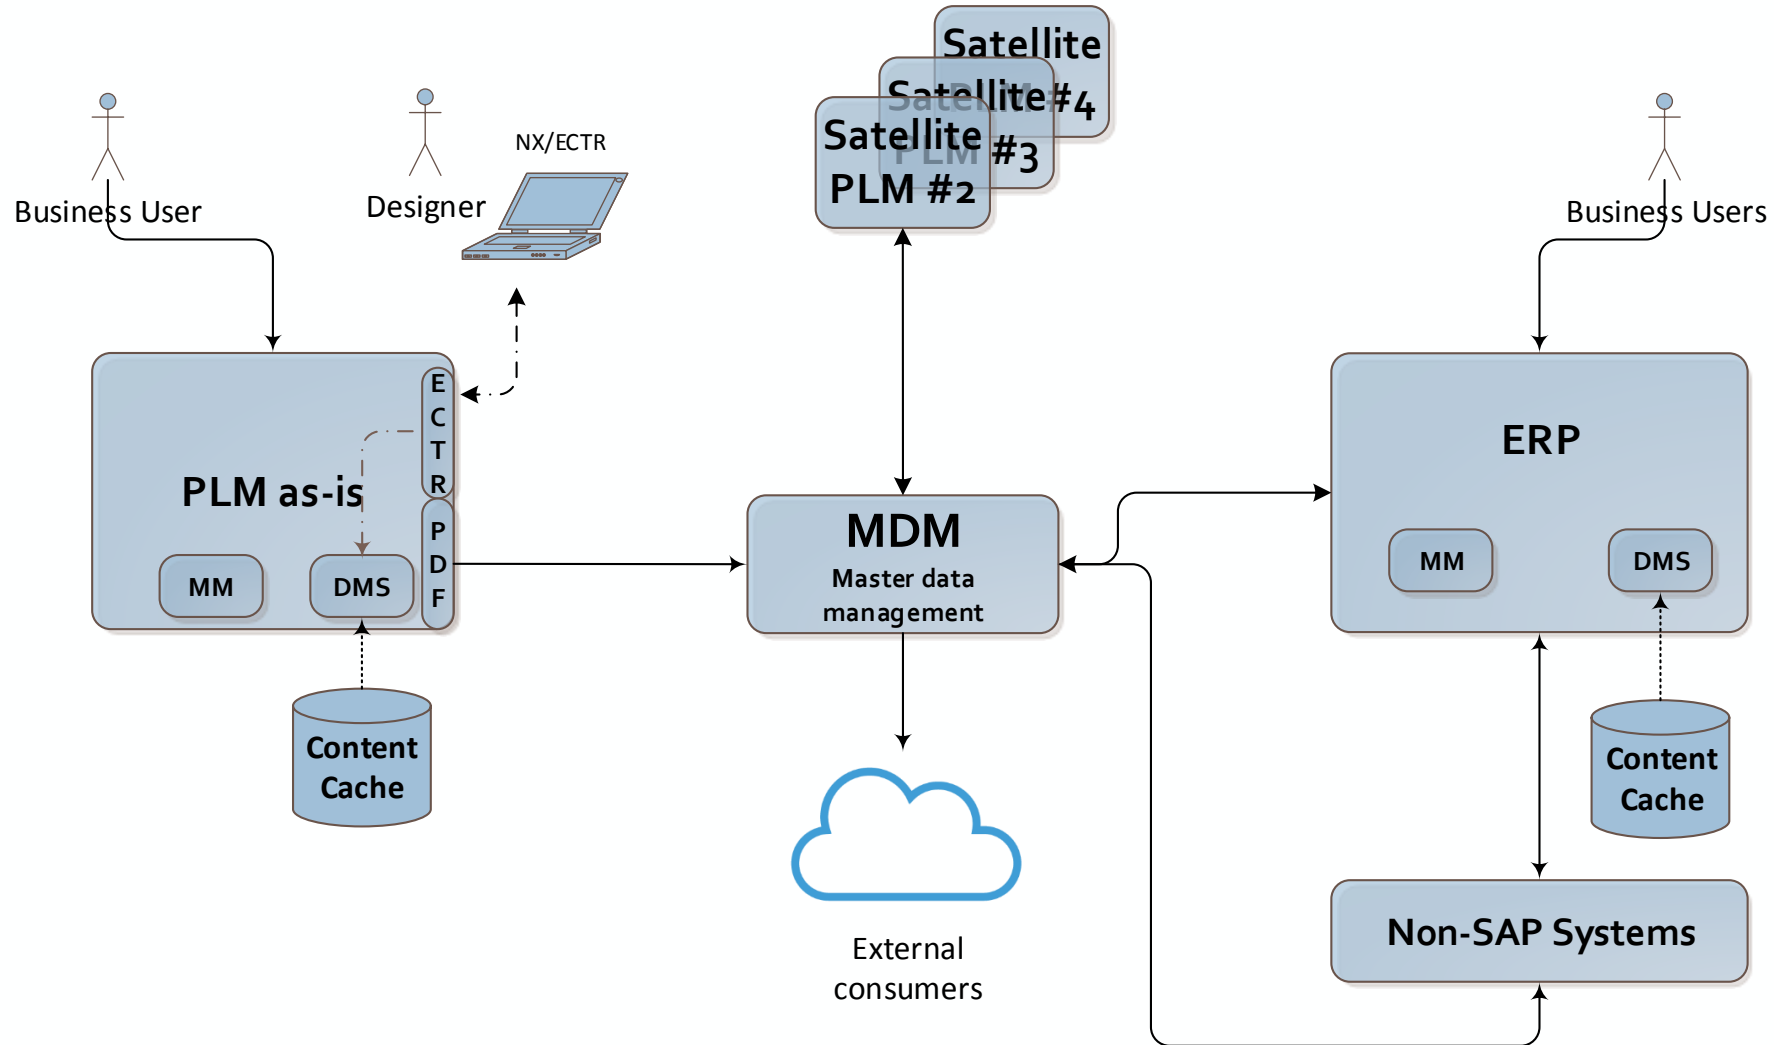 Satellite
PLM #4
Satellite
PLM #3
Satellite
PLM #2
NX/ECTR
Business User
Designer
Business Users
E
C
T
R
P
D
F
PLM as-is
MM
DMS
MDM
Master data
management
ERP
MM
DMS
Content
Cache
Content
Cache
External
consumers
Non-SAP Systems